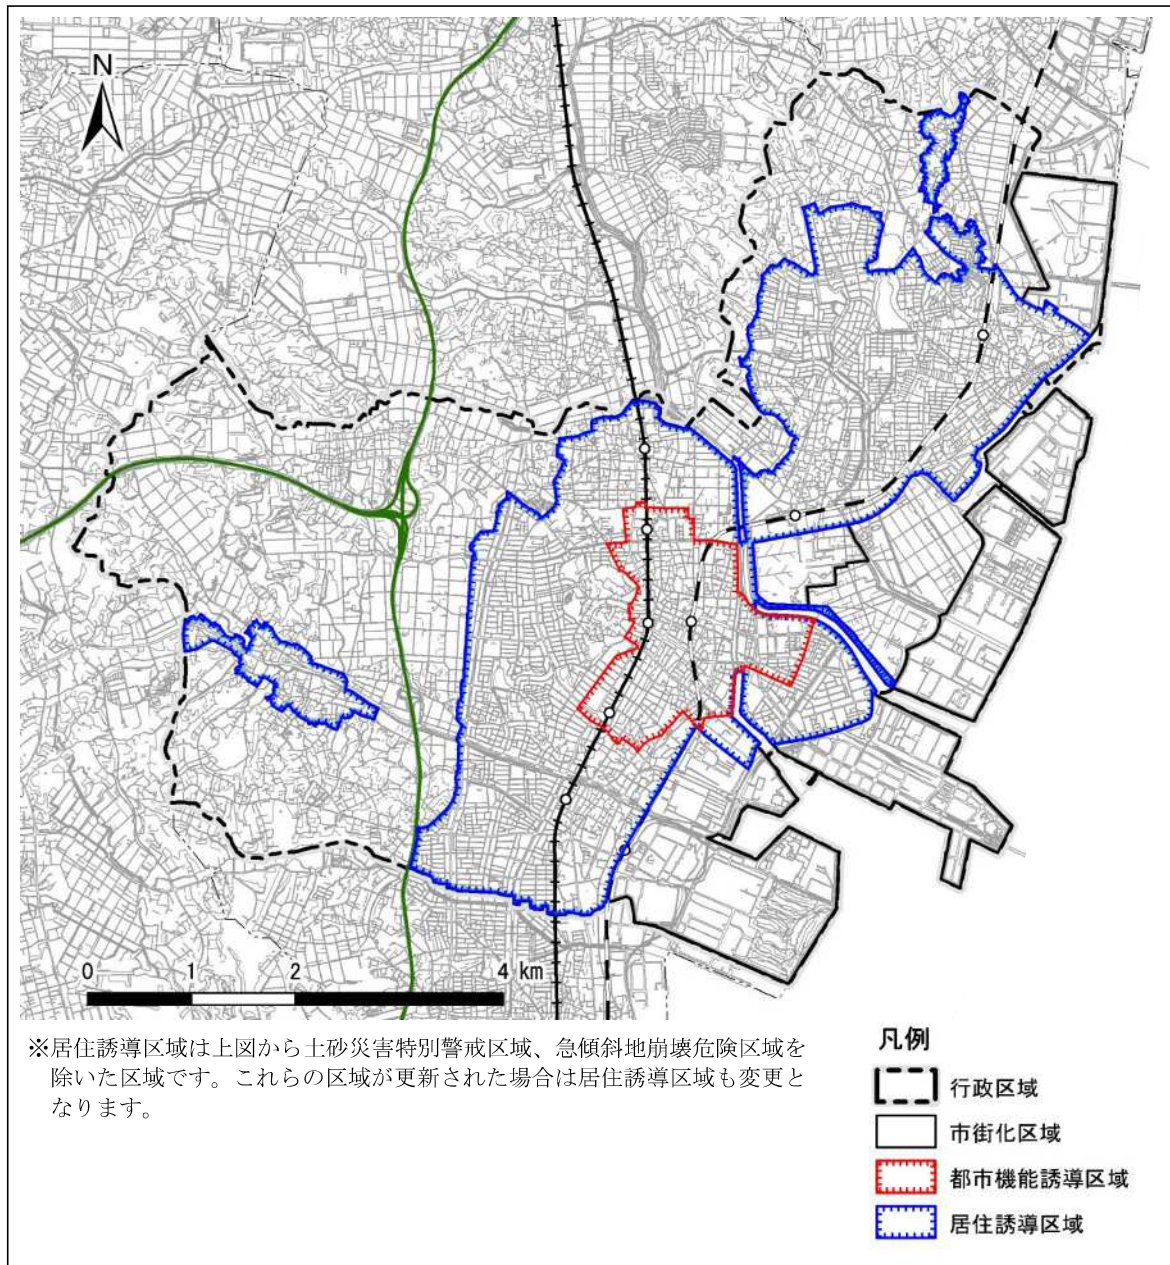 N
0 1 2 4 km
※居住誘導区域は上図から土砂災害特別警戒区域、急傾斜地崩壊危険区域を
除いた区域です。これらの区域が更新された場合は居住誘導区域も変更と
なります。
凡例
行政区域
市街化区域
都市機能誘導区域
居住誘導区域